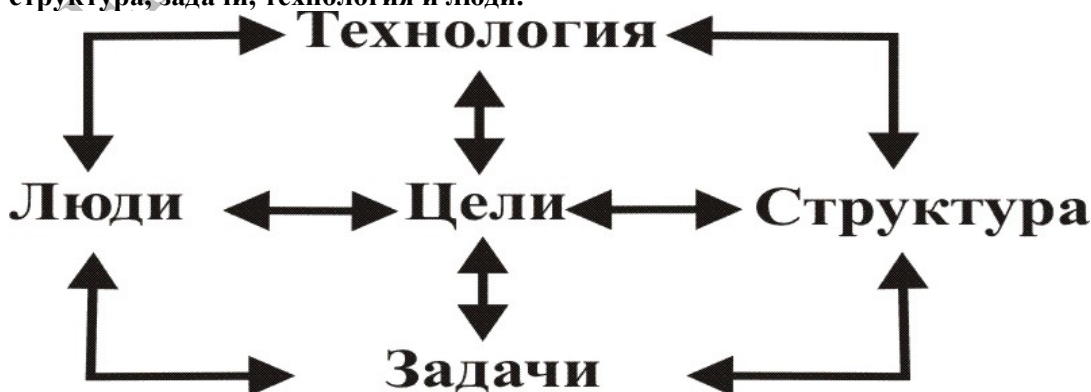 структура, задачи, технология и люди.
Технология
Люди Цели Структура
Задачи